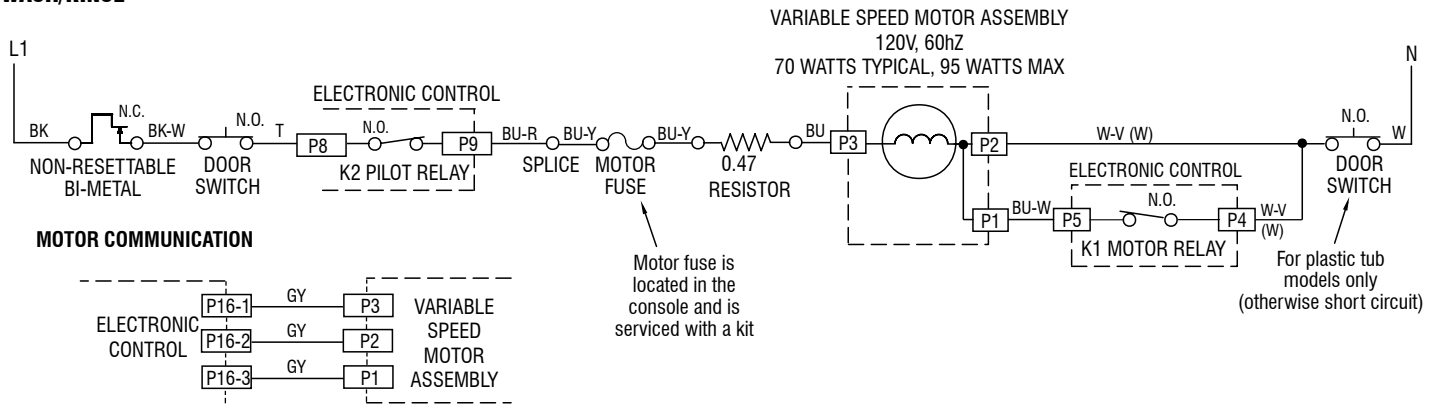 WASH/RINSE
VARIABLE SPEED MOTOR ASSEMBLY
120V, 60hZ
70 WATTS TYPICAL, 95 WATTS MAX
L1
N
ELECTRONIC CONTROL
BK
N.C.
BK-W
N.O.
T
P8
N.O.
P9
BU-R
BU-Y
BU-Y
BU
P3
P2
W-V (W)
N.O.
W
NON-RESETTABLE
BI-METAL
DOOR
SWITCH
K2 PILOT RELAY
SPLICE
MOTOR
FUSE
0.47
RESISTOR
DOOR
SWITCH
ELECTRONIC CONTROL
P1
BU-W
P5
N.O.
P4
W-V
(W)
K1 MOTOR RELAY
MOTOR COMMUNICATION
Motor fuse is
located in the
console and is
serviced with a kit
For plastic tub
models only
(otherwise short circuit)
ELECTRONIC
CONTROL
P16-1
GY
P3
P16-2
GY
P2
P16-3
GY
P1
VARIABLE
SPEED
MOTOR
ASSEMBLY